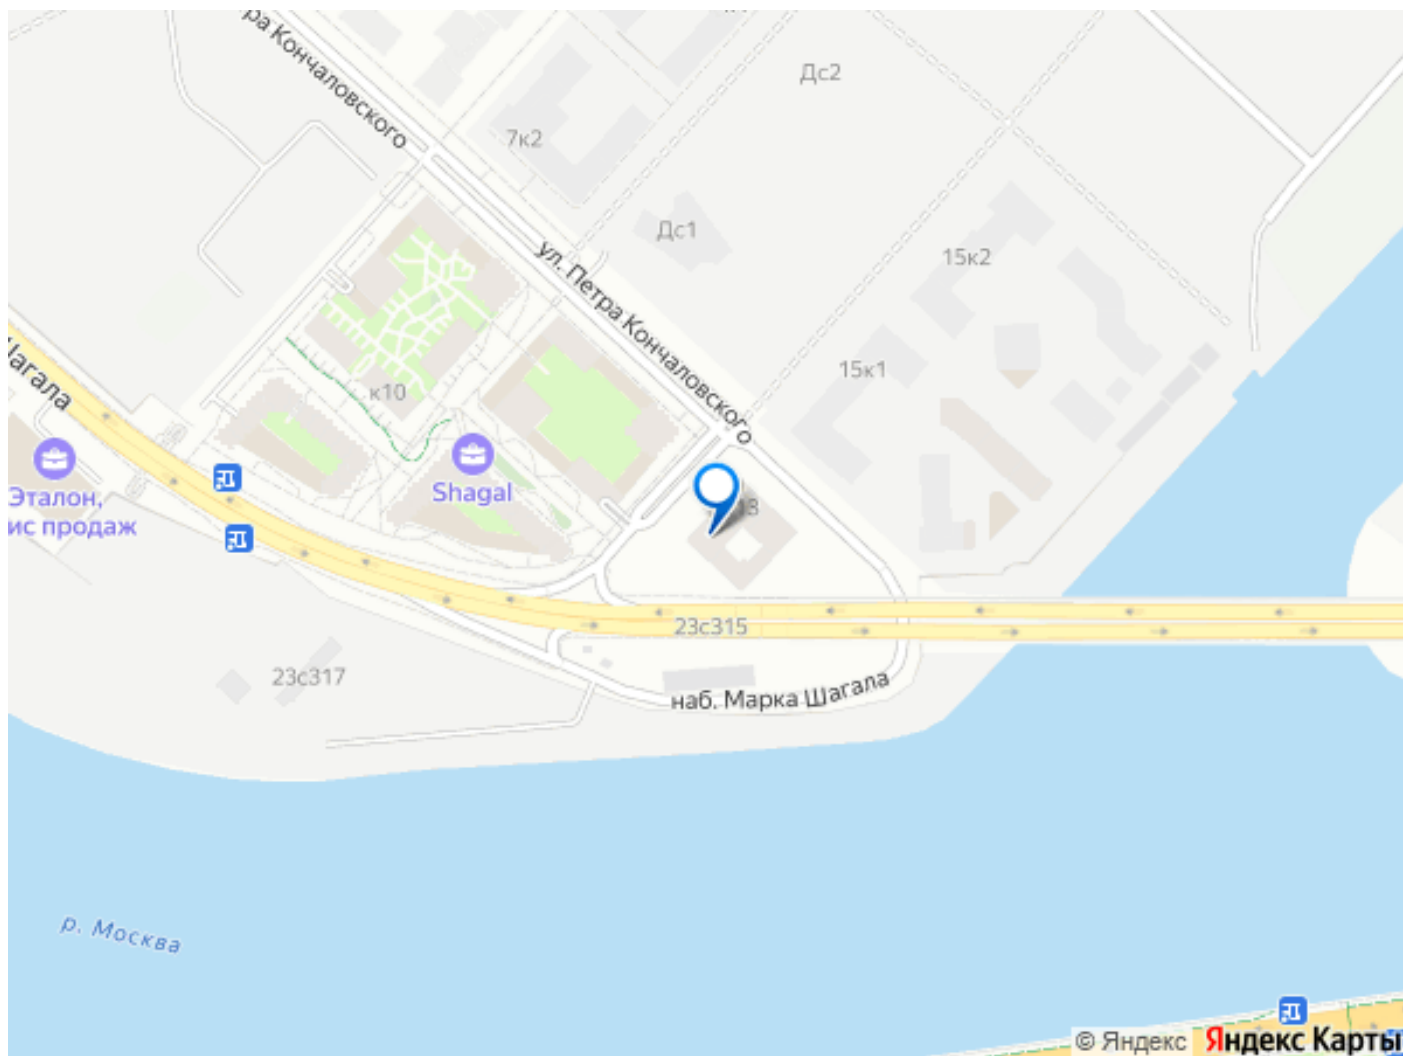 ра Кончаловского
Дс2
7к2
Дс1
15к2
ул. Петра Кончаловского
15к1
Шагала
к10
Shagal
Эталон,
ис продаж
23с315
23с317
наб. Марка Шагала
р. Москва
© Яндекс Яндекс Карты